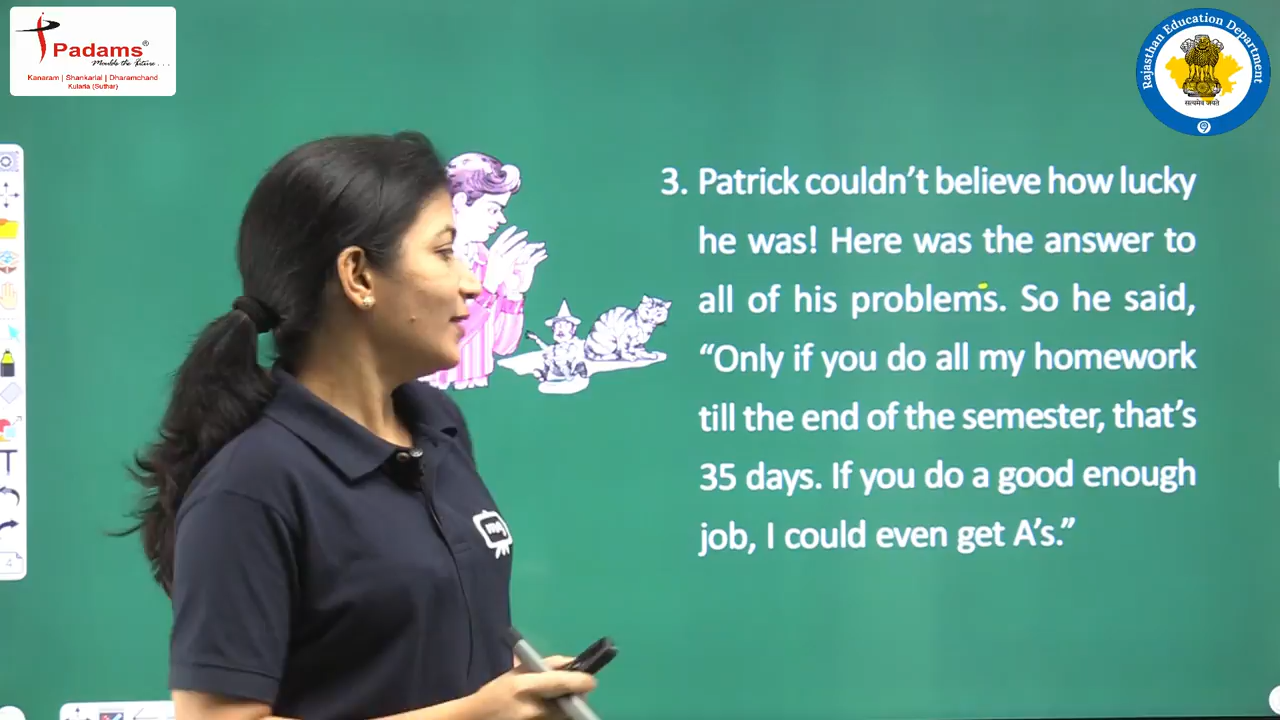 Padams®
Moulds the Future...
Kanaram | Shankarlal | Dharamchand
Kularia (Suthar)
Rajasthan Education Department
सत्यमेव जयते
3. Patrick couldn’t believe how lucky
he was! Here was the answer to
all of his problems. So he said,
“Only if you do all my homework
till the end of the semester, that’s
35 days. If you do a good enough
job, I could even get A’s.”
T
4